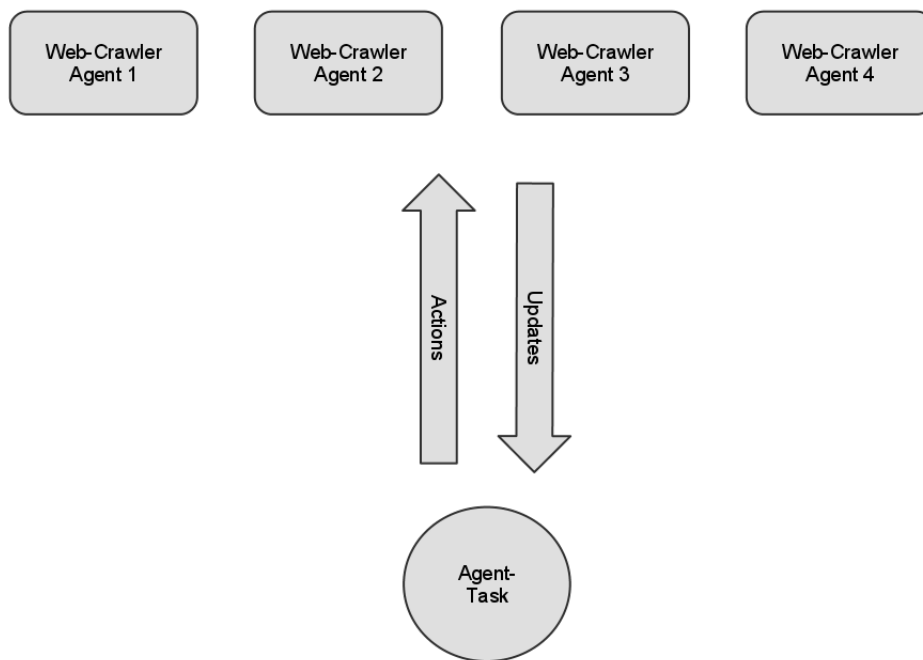 Web-Crawler
Agent 1
Web-Crawler
Agent 2
Web-Crawler
Agent 3
Web-Crawler
Agent 4
Actions
Updates
Agent-
Task